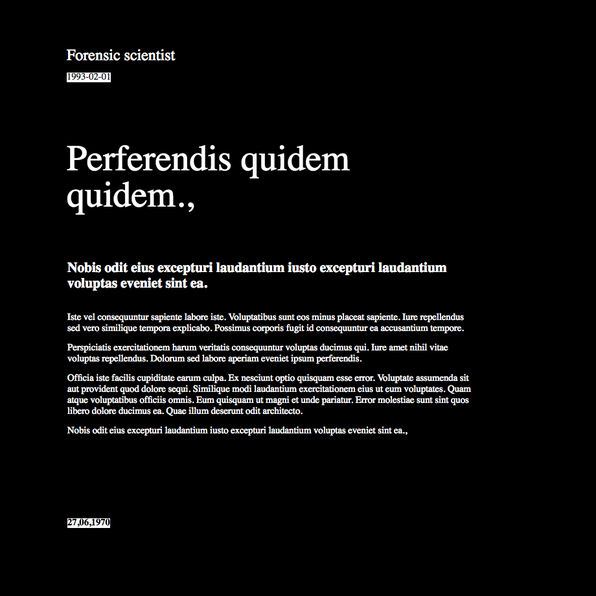 Forensic scientist
1993-02-01
Perferendis quidem
quidem.,
Nobis odit eius excepturi laudantium iusto excepturi laudantium
voluptas eveniet sint ea.
Iste vel consequuntur sapiente labore iste. Voluptatibus sunt eos minus placeat sapiente. Iure repellendus
sed vero similique tempora explicabo. Possimus corporis fugit id consequuntur ea accusantium tempore.
Perspiciatis exercitationem harum veritatis consequuntur voluptas ducimus qui. Iure amet nihil vitae
voluptas repellendus. Dolorum sed labore aperiam eveniet ipsum perferendis.
Officia iste facilis cupiditate earum culpa. Ex nesciunt optio quisquam esse error. Voluptate assumenda sit
aut provident quod dolore sequi. Similique modi laudantium exercitationem eius ut eum voluptates. Quam
atque voluptatibus officiis omnis. Eum quisquam ut magni et unde pariatur. Error molestiae sunt sint quos
libero dolore ducimus ea. Quae illum deserunt odit architecto.
Nobis odit eius excepturi laudantium iusto excepturi laudantium voluptas eveniet sint ea.,
27.06.1970